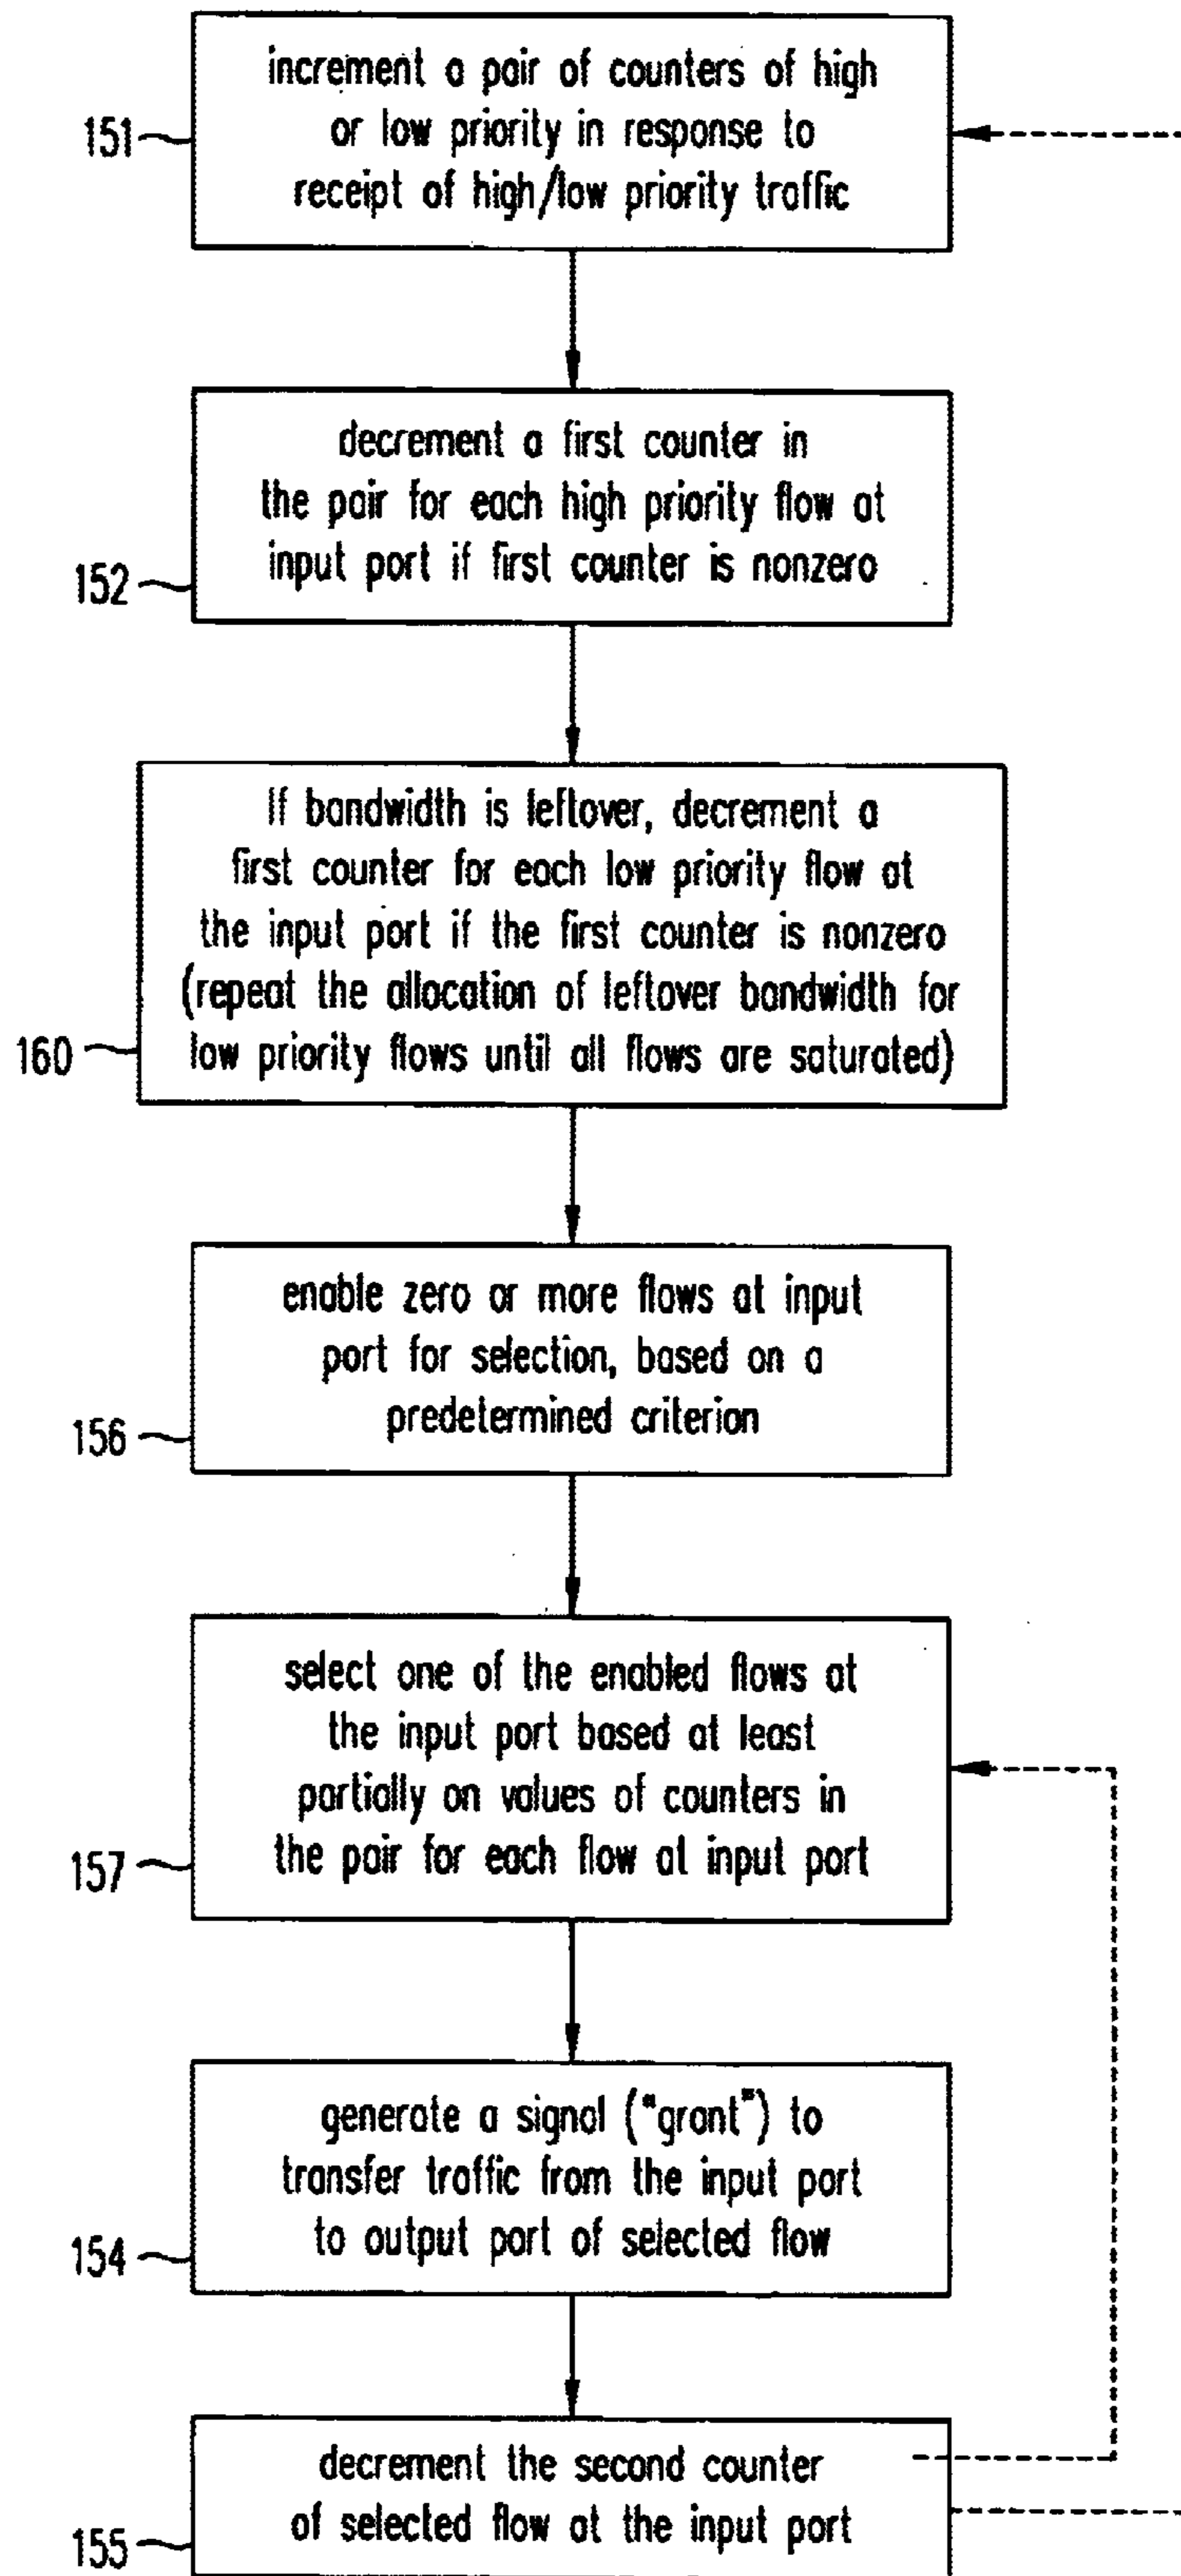 increment a pair of counters of high
or low priority in response to
receipt of high/low priority traffic
151
decrement a first counter in
the pair for each high priority flow at
input port if first counter is nonzero
152
If bandwidth is leftover, decrement a
first counter for each low priority flow at
the input port if the first counter is nonzero
(repeat the allocation of leftover bandwidth for
low priority flows until all flows are saturated)
160
enable zero or more flows at input
port for selection, based on a
predetermined criterion
156
select one of the enabled flows at
the input port based at least
partially on values of counters in
the pair for each flow at input port
157
generate a signal ("grant") to
transfer traffic from the input port
to output port of selected flow
154
decrement the second counter
of selected flow at the input port
155